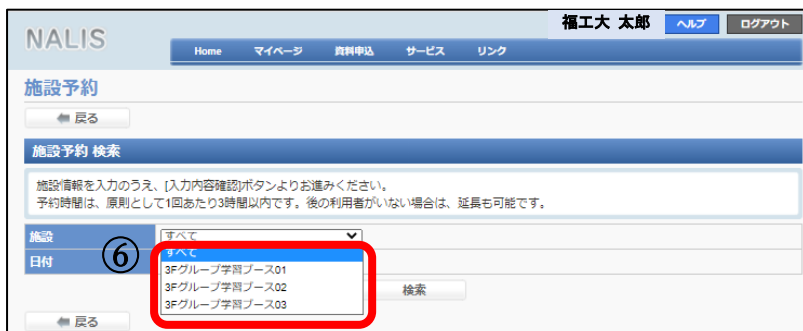 福工大 太郎 ヘルプ ログアウト
NALIS
Home マイページ 資料申込 サービス リンク
施設予約
戻る
施設予約 検索
施設情報を入力のうえ、[入力内容確認]ボタンよりお進みください。
予約時間は、原則として1回あたり3時間以内です。後の利用者がいない場合は、延長も可能です。
施設 すべて
すべて
日付 ⑥ 3Fグループ学習ブース01
3Fグループ学習ブース02
検索
3Fグループ学習ブース03
戻る